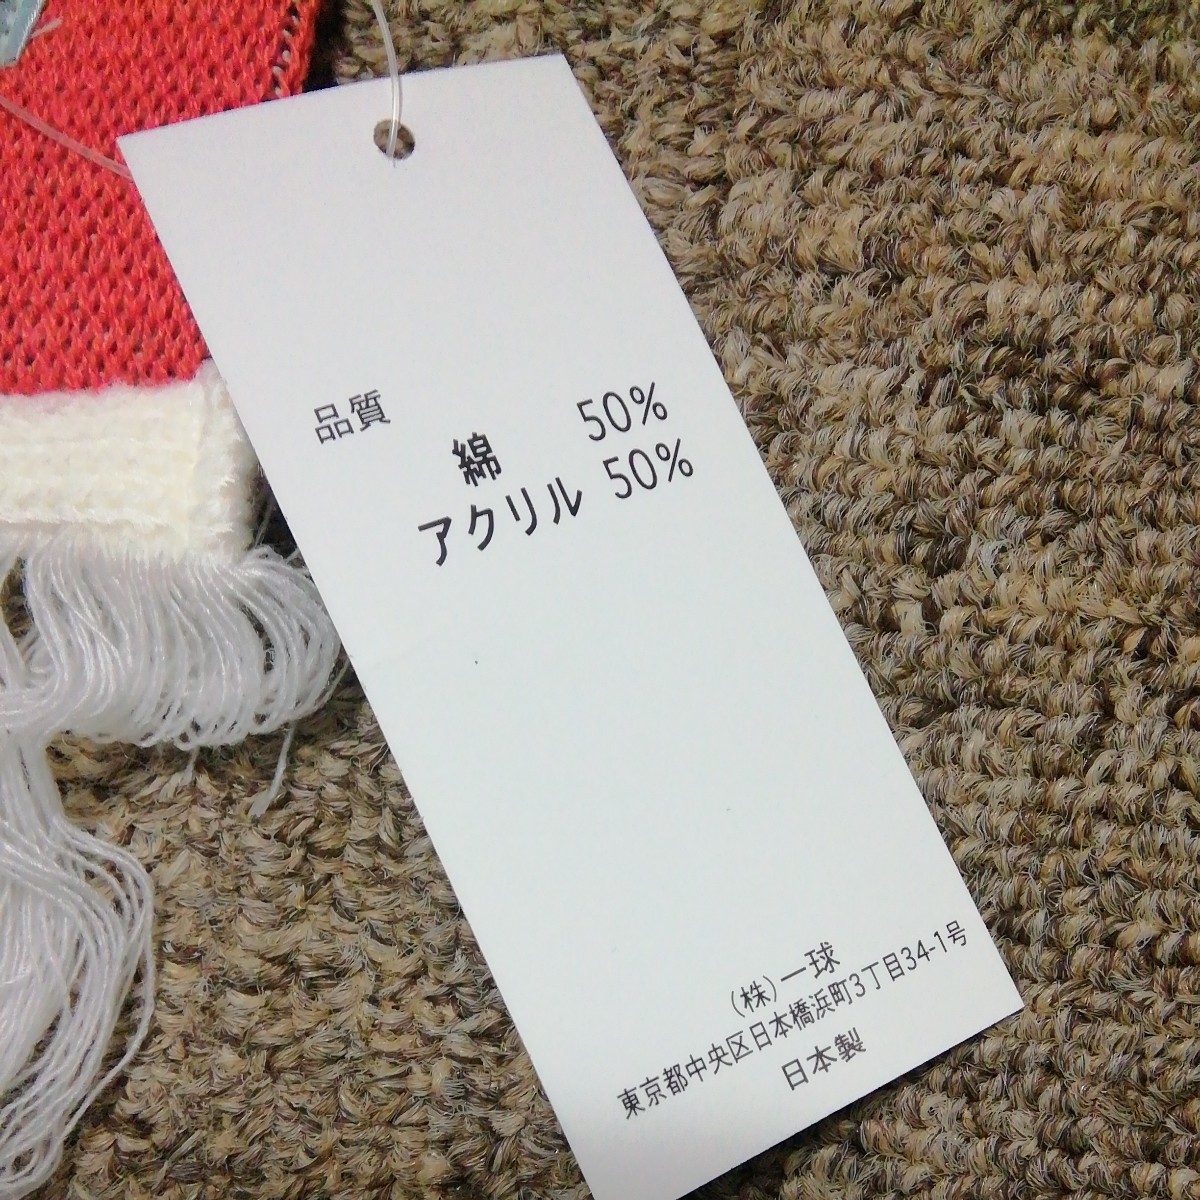 品質
綿 50%
アクリル 50%
(株)一球
東京都中央区日本橋浜町3丁目34-1号
日本製